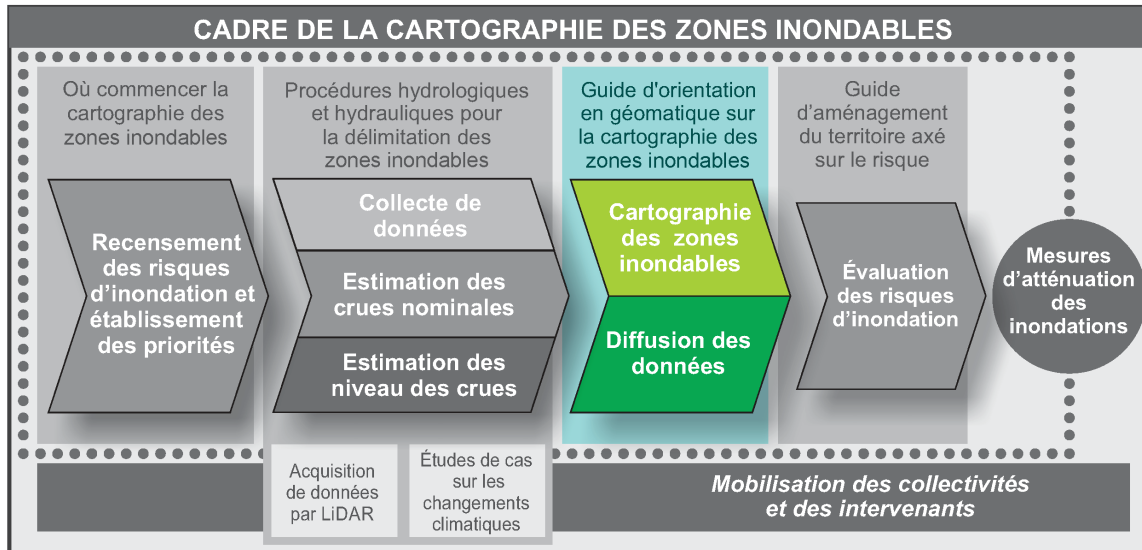 CADRE DE LA CARTOGRAPHIE DES ZONES INONDABLES
Où commencer la
cartographie des
zones inondables
Recensement
des risques
d'inondation et
établissement
des priorités
Procédures hydrologiques
et hydrauliques pour
la délimitation des
zones inondables
Collecte de
données
Estimation des
crues nominales
Estimation des
niveau des crues
Acquisition
de données
par LiDAR
Études de cas
sur les
changements
climatiques
Guide d'orientation
en géomatique sur
la cartographie des
zones inondables
Cartographie
des zones
inondables
Diffusion des
données
Guide
d'aménagement
du territoire axé
sur le risque
Évaluation
des risques
d'inondation
Mesures
d'atténuation
des
inondations
Mobilisation des collectivités
et des intervenants